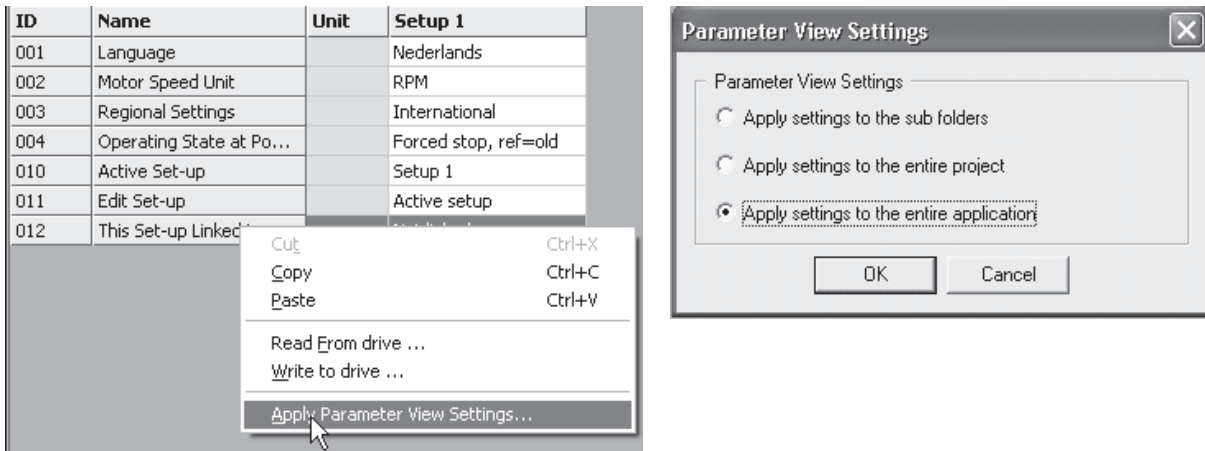 ID Name Unit Setup 1
001 Language Nederlands
002 Motor Speed Unit RPM
003 Regional Settings International
004 Operating State at Po... Forced stop, ref=old
010 Active Set-up Setup 1
011 Edit Set-up Active setup
012 This Set-up Linked
Cut Ctrl+X
Copy Ctrl+C
Paste Ctrl+V
Read From drive ...
Write to drive ...
Apply Parameter View Settings...
Parameter View Settings
Parameter View Settings
Apply settings to the sub folders
Apply settings to the entire project
Apply settings to the entire application
OK Cancel